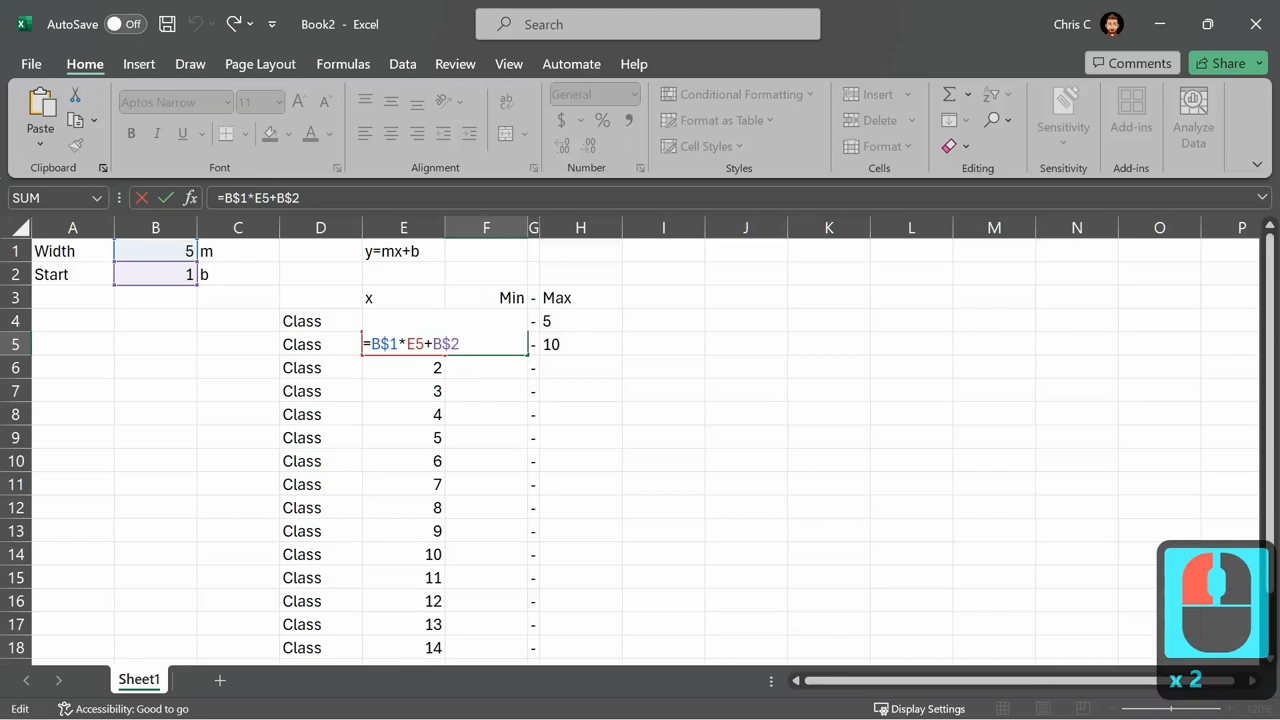 AutoSave Off Book2 - Excel Search Chris C
File Home Insert Draw Page Layout Formulas Data Review View Automate Help Comments Share
Paste Aptos Narrow 11 A A ab General Conditional Formatting Insert Sensitivity Add-ins Analyze Data
B I U A $ % 9 Format as Table Delete
Cell Styles Format
Clipboard Font Alignment Number Styles Cells Editing Sensitivity Add-ins
SUM fx =B$1*E5+B$2
A B C D E F G H I J K L M N O P
1 Width 5 m y=mx+b
2 Start 1 b
3 x Min - Max
4 Class - 5
5 Class =B$1*E5+B$2 - 10
6 Class 2 -
7 Class 3 -
8 Class 4 -
9 Class 5 -
10 Class 6 -
11 Class 7 -
12 Class 8 -
13 Class 9 -
14 Class 10 -
15 Class 11 -
16 Class 12 -
17 Class 13 -
18 Class 14 -
Sheet1
x 2
Edit Accessibility: Good to go Display Settings 120%